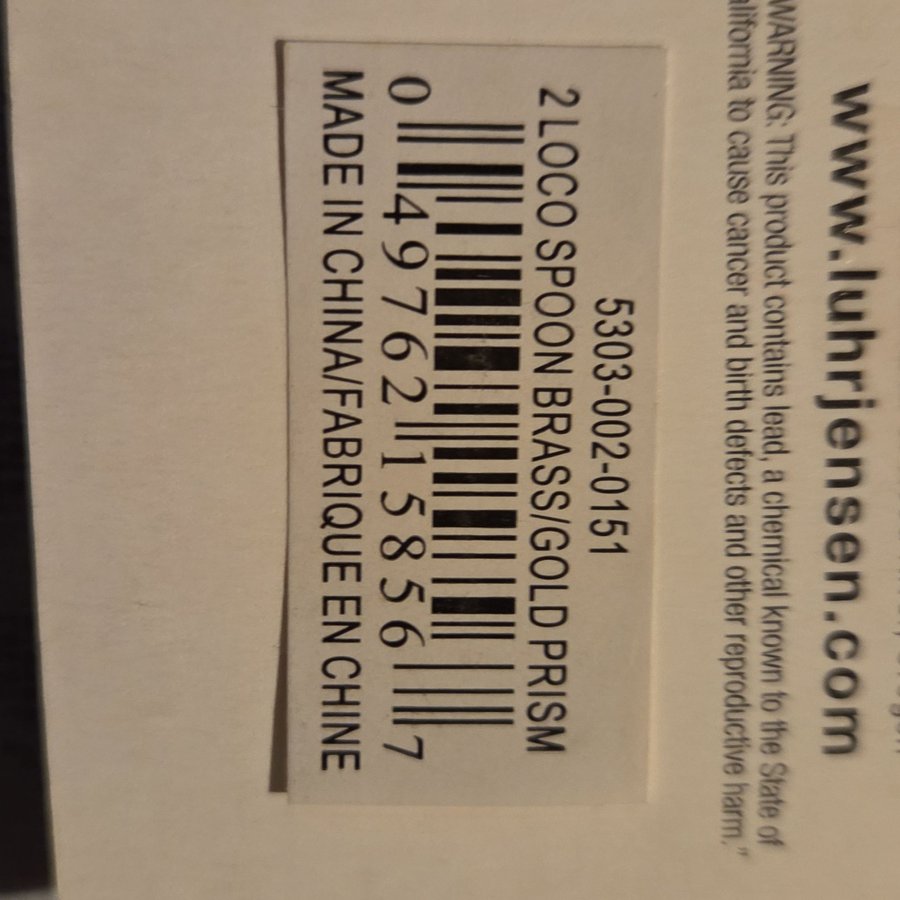 www.luhrjensen.com
WARNING: This product contains lead, a chemical known to the State of
alifornia to cause cancer and birth defects and other reproductive harm."
5303-002-0151
2 LOCO SPOON BRASS/GOLD PRISM
0 49762 15856 7
MADE IN CHINA/FABRIQUE EN CHINE